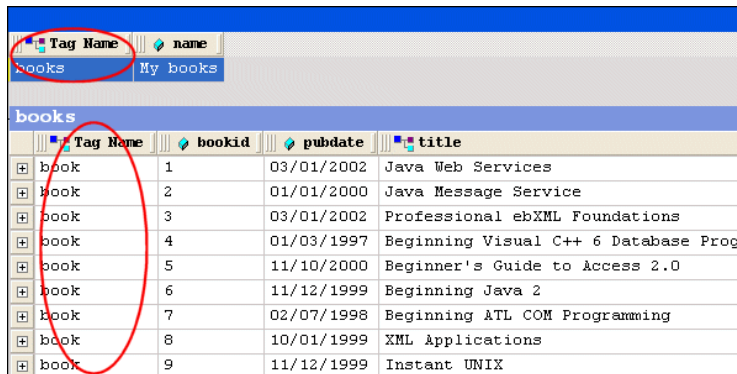 Tag Name name
books My books
books
Tag Name bookid pubdate title
book 1 03/01/2002 Java Web Services
book 2 01/01/2000 Java Message Service
book 3 03/01/2002 Professional ebXML Foundations
book 4 01/03/1997 Beginning Visual C++ 6 Database Prog
book 5 11/10/2000 Beginner's Guide to Access 2.0
book 6 11/12/1999 Beginning Java 2
book 7 02/07/1998 Beginning ATL COM Programming
book 8 10/01/1999 XML Applications
book 9 11/12/1999 Instant UNIX